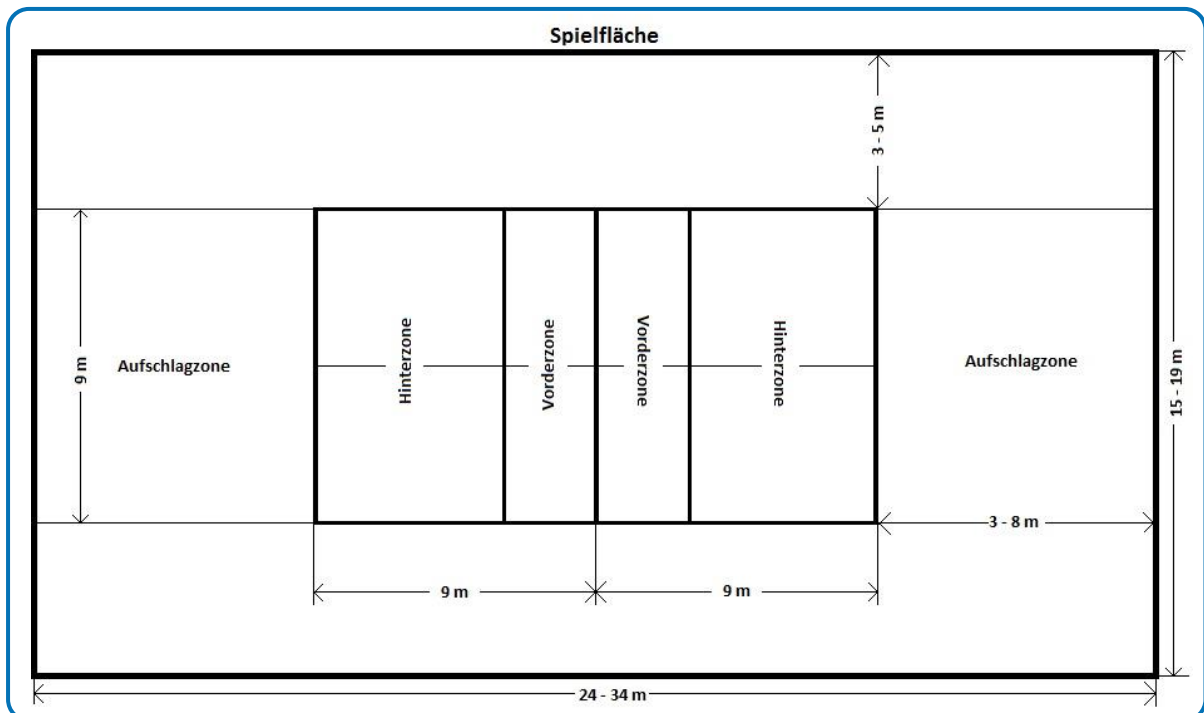 Spielfläche
3 - 5 m
9 m
Aufschlagzone
Hinterzone
Vorderzone
Vorderzone
Hinterzone
Aufschlagzone
15 - 19 m
3 - 8 m
9 m
9 m
24 - 34 m